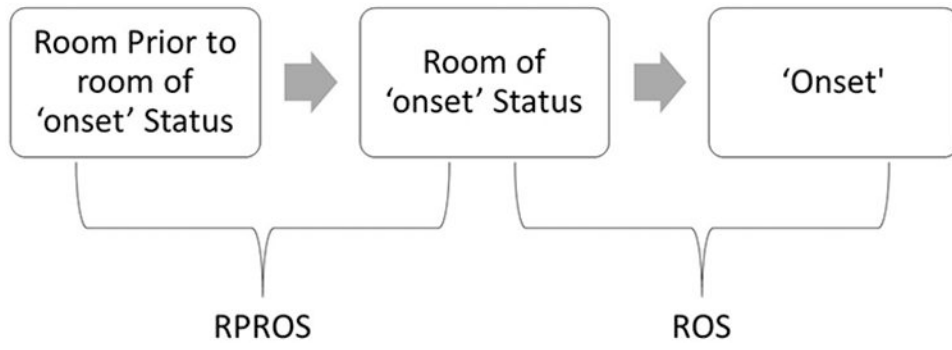 Room Prior to
room of
‘onset’ Status
Room of
‘onset’ Status
‘Onset'
RPROS
ROS